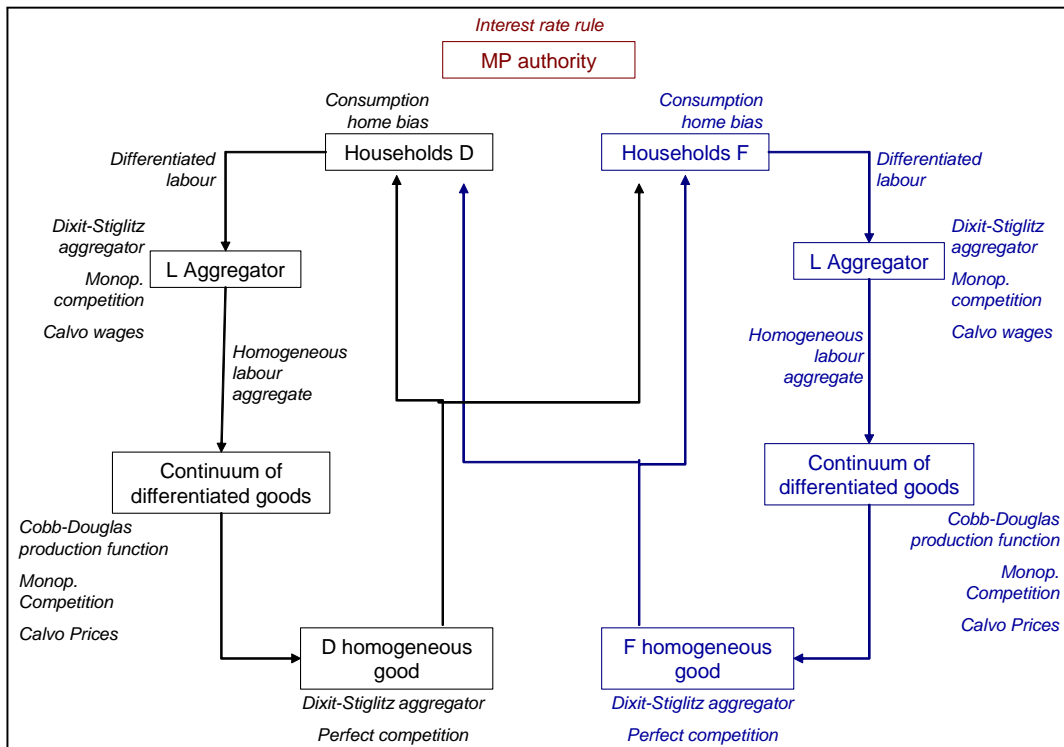 Interest rate rule
MP authority
Consumption
home bias
Households D
Differentiated
labour
Dixit-Stiglitz
aggregator
L Aggregator
Monop.
competition
Calvo wages
Homogeneous
labour
aggregate
Continuum of
differentiated goods
Cobb-Douglas
production function
Monop.
Competition
Calvo Prices
D homogeneous
good
Dixit-Stiglitz aggregator
Perfect competition
Consumption
home bias
Households F
Differentiated
labour
Dixit-Stiglitz
aggregator
L Aggregator
Monop.
competition
Calvo wages
Homogeneous
labour
aggregate
Continuum of
differentiated goods
Cobb-Douglas
production function
Monop.
Competition
Calvo Prices
F homogeneous
good
Dixit-Stiglitz aggregator
Perfect competition